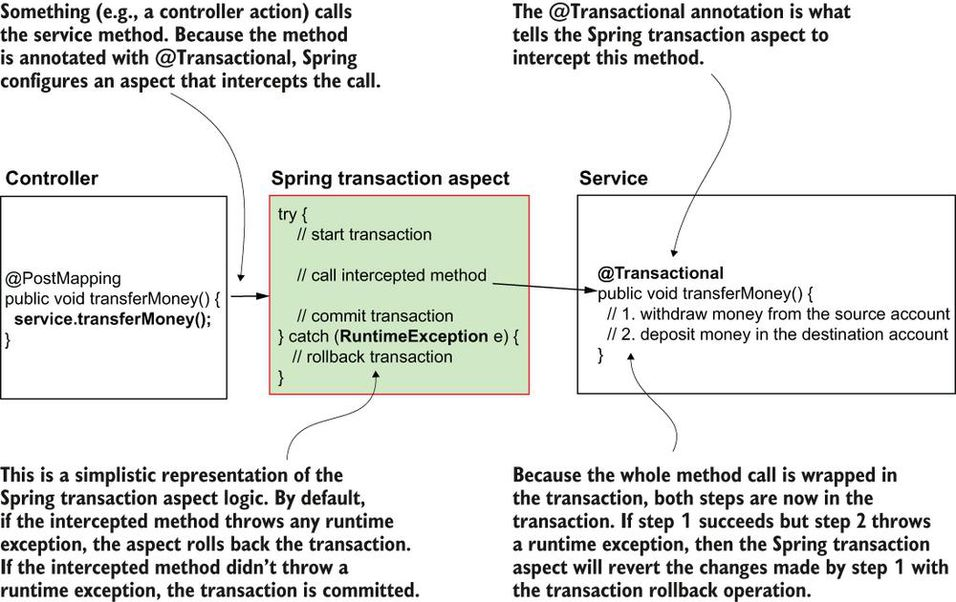 Something (e.g., a controller action) calls
the service method. Because the method
is annotated with @Transactional, Spring
configures an aspect that intercepts the call.
The @Transactional annotation is what
tells the Spring transaction aspect to
intercept this method.
Controller
@PostMapping
public void transferMoney() {
service.transferMoney();
}
Spring transaction aspect
try {
// start transaction
// call intercepted method
// commit transaction
} catch (RuntimeException e) {
// rollback transaction
}
Service
@Transactional
public void transferMoney() {
// 1. withdraw money from the source account
// 2. deposit money in the destination account
}
This is a simplistic representation of the
Spring transaction aspect logic. By default,
if the intercepted method throws any runtime
exception, the aspect rolls back the transaction.
If the intercepted method didn't throw a
runtime exception, the transaction is committed.
Because the whole method call is wrapped in
the transaction, both steps are now in the
transaction. If step 1 succeeds but step 2 throws
a runtime exception, then the Spring transaction
aspect will revert the changes made by step 1 with
the transaction rollback operation.